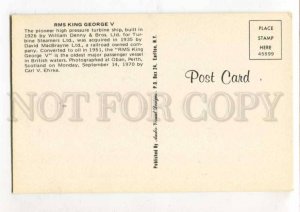 RMS KING GEORGE V
The pioneer high pressure turbine ship, built in
1926 by William Denny & Bros. Ltd. for Tur-
bine Steamers Ltd., was acquired in 1935 by
David MacBrayne Ltd., a railroad owned com-
pany. Converted to oil in 1951, the "RMS King
George V" is the oldest major passenger vessel
in British waters. Photographed at Oban, Perth,
Scotland on Monday, September 14, 1970 by
Carl V. Ehrke.
PLACE
STAMP
HERE
45599
Post Card
Published By Audio Visual Designs, P.O. Box 24, Earlton, N.Y.
NOT FOR COPY